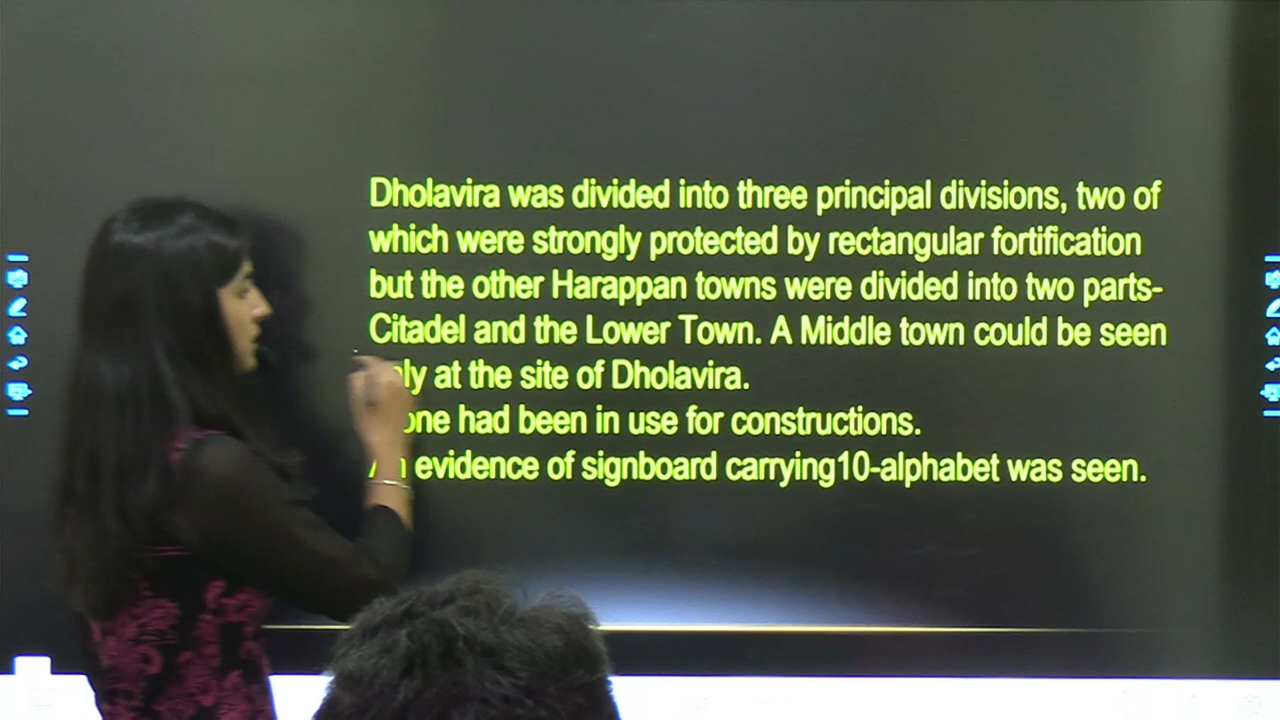 Dholavira was divided into three principal divisions, two of
which were strongly protected by rectangular fortification
but the other Harappan towns were divided into two parts-
Citadel and the Lower Town. A Middle town could be seen
at the site of Dholavira.
had been in use for constructions.
evidence of signboard carrying10-alphabet was seen.